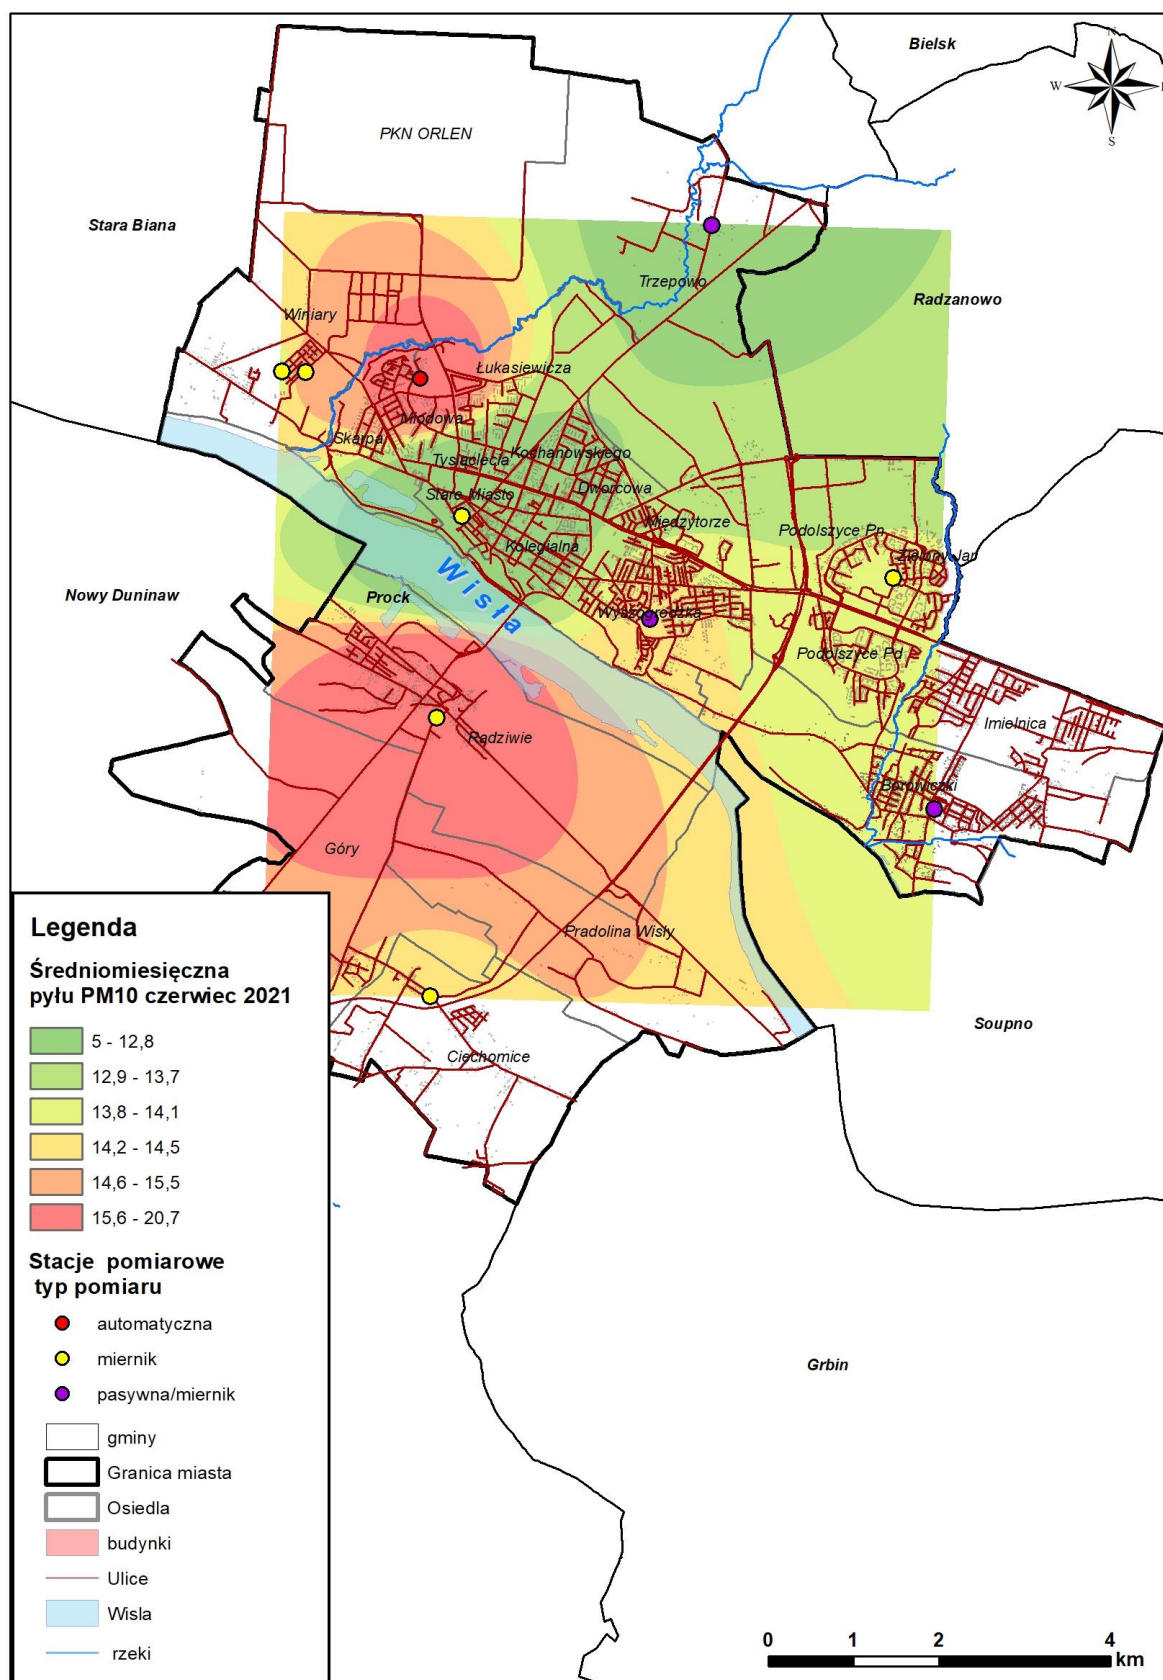 Bielsk
N
W
E
S
PKN ORLEN
Stara Biana
Trzepowo
Radzanowo
Winiary
Łukasiewicza
Miodowa
Skarpa
Kochanowskiego
Tysiąclecia
Dworcowa
Stare Miasto
Międzytorze
Podolszyce Pn
Kolegialna
Zielony Jar
Wisła
Nowy Duninaw
Prock
Wyszogrodzka
Podolszyce Pd
Imielnica
Radziwie
Borowiczki
Góry
Pradolina Wisły
Soupno
Ciechomice
Grbin
Legenda
Średniomiesięczna
pyłu PM10 czerwiec 2021
5 - 12,8
12,9 - 13,7
13,8 - 14,1
14,2 - 14,5
14,6 - 15,5
15,6 - 20,7
Stacje pomiarowe
typ pomiaru
automatyczna
miernik
pasywna/miernik
gminy
Granica miasta
Osiedla
budynki
Ulice
Wisla
rzeki
0 1 2 4
km